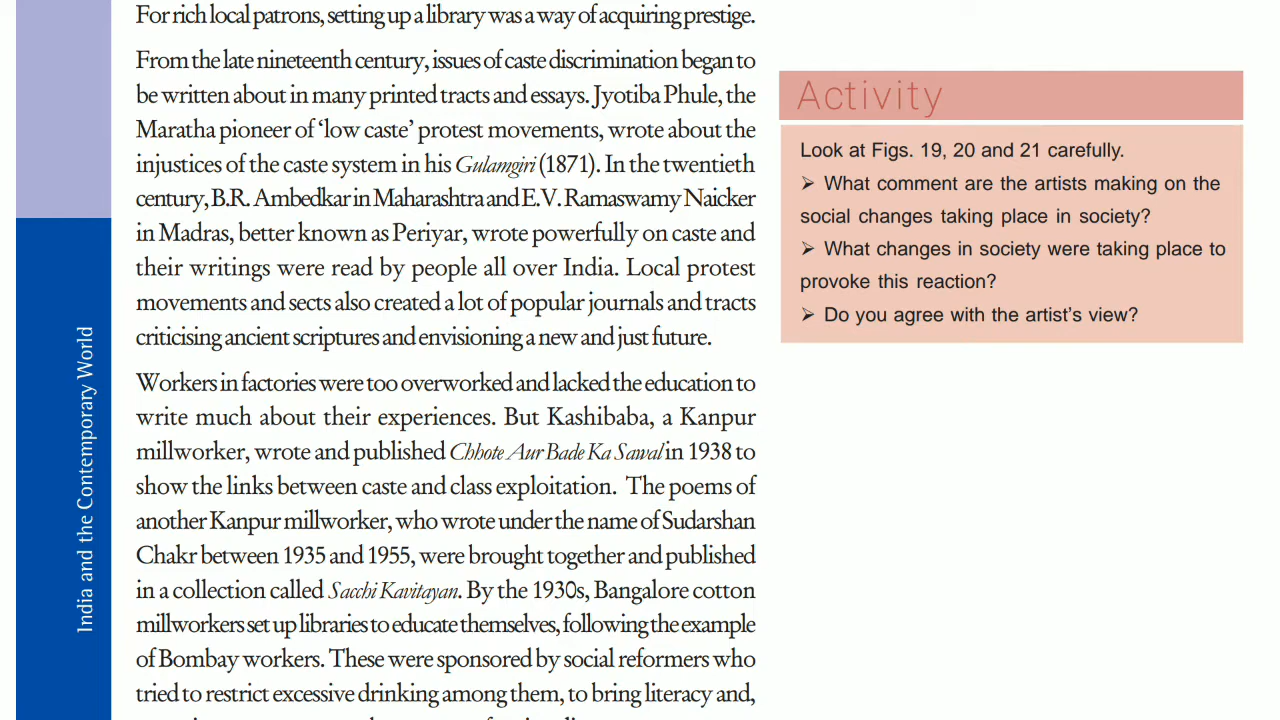 For rich local patrons, setting up a library was a way of acquiring prestige.
From the late nineteenth century, issues of caste discrimination began to
be written about in many printed tracts and essays. Jyotiba Phule, the
Maratha pioneer of ‘low caste’ protest movements, wrote about the
injustices of the caste system in his Gulamgiri (1871). In the twentieth
century, B.R. Ambedkar in Maharashtra and E.V. Ramaswamy Naicker
in Madras, better known as Periyar, wrote powerfully on caste and
their writings were read by people all over India. Local protest
movements and sects also created a lot of popular journals and tracts
criticising ancient scriptures and envisioning a new and just future.
Workers in factories were too overworked and lacked the education to
write much about their experiences. But Kashibaba, a Kanpur
millworker, wrote and published Chhote Aur Bade Ka Sawal in 1938 to
show the links between caste and class exploitation. The poems of
another Kanpur millworker, who wrote under the name of Sudarshan
Chakr between 1935 and 1955, were brought together and published
in a collection called Sacchi Kavitayan. By the 1930s, Bangalore cotton
millworkers set up libraries to educate themselves, following the example
of Bombay workers. These were sponsored by social reformers who
tried to restrict excessive drinking among them, to bring literacy and,
Activity
Look at Figs. 19, 20 and 21 carefully.
➢ What comment are the artists making on the
social changes taking place in society?
➢ What changes in society were taking place to
provoke this reaction?
➢ Do you agree with the artist’s view?
India and the Contemporary World